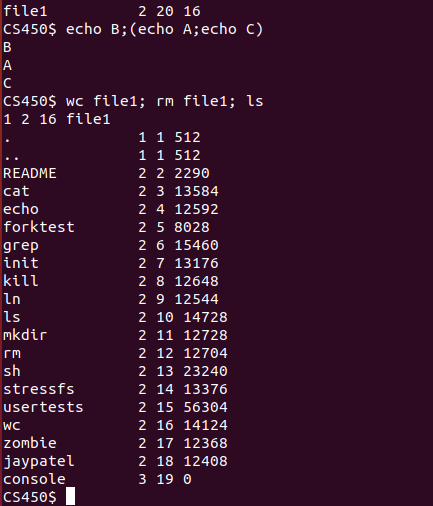 file1          2 20 16
CS450$ echo B;(echo A;echo C)
B
A
C
CS450$ wc file1; rm file1; ls
1 2 16 file1
.              1 1 512
..             1 1 512
README         2 2 2290
cat            2 3 13584
echo           2 4 12592
forktest       2 5 8028
grep           2 6 15460
init           2 7 13176
kill           2 8 12648
ln             2 9 12544
ls             2 10 14728
mkdir          2 11 12728
rm             2 12 12704
sh             2 13 23240
stressfs       2 14 13376
usertests      2 15 56304
wc             2 16 14124
zombie         2 17 12368
jaypatel       2 18 12408
console        3 19 0
CS450$